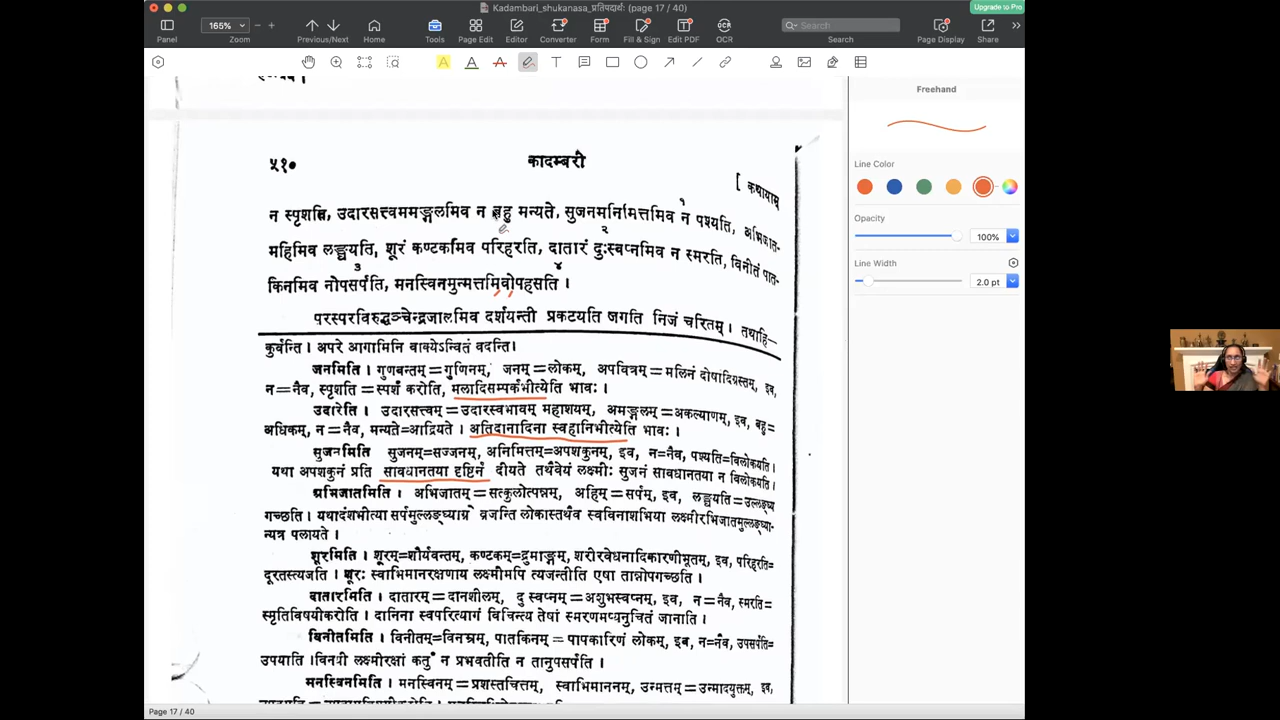 Kadambari_shukanasa_प्रतिपदार्थः (page 17 / 40)
Upgrade to Pro
165%
Panel
Zoom
Previous/Next
Home
Tools
Page Edit
Editor
Converter
Form
Fill & Sign
Edit PDF
OCR
Search
Search
Page Display
Share
Freehand
Line Color
Opacity
100%
Line Width
2.0 pt
५१०
कादम्बरी
[ कथायाम्
न स्पृशति, उदारसत्त्वममङ्गलमिव न बहु मन्यते, सुजनमनिमित्तमिव न पश्यति, अभिजात-
महिमिव लङ्घयति, शूरं कण्टकमिव परिहरति, दातारं दुःस्वप्नमिव न स्मरति, विनीतं पात-
किनमिव नोपसर्पति, मनस्विनमुन्मत्तमिवोपहसति ।
परस्परविरुद्धञ्चेन्द्रजालमिव दर्शयन्ती प्रकटयति जगति निजं चरितम् । तथाहि—
कुर्वन्ति । अपरे आगामिनि वाक्येऽन्वितं वदन्ति ।
जनमिति । गुणवन्तम् = गुणिनम्, जनम् = लोकम्, अपवित्रम् = मलिनं दोषादिग्रस्तम्, इव,
न = नैव, स्पृशति = स्पर्शं करोति, मलादिसम्पर्कभीत्येति भावः ।
उदारेति । उदारसत्त्वम् = उदारस्वभावम् महाशयम्, अमङ्गलम् = अकल्याणम्, इव, बहु =
अधिकम्, न = नैव, मन्यते = आद्रियते । अतिदानादिना स्वहानिभीत्येति भावः ।
सुजनमिति सुजनम् = सज्जनम्, अनिमित्तम् = अपशकुनम्, इव, न = नैव, पश्यति = विलोकयति ।
यथा अपशकुनं प्रति सावधानतया दृष्टिर्न दीयते तथैवेयं लक्ष्मीः सुजनं सावधानतया न विलोकयति ।
अभिजातमिति । अभिजातम् = सत्कुलोत्पन्नम्, अहिम् = सर्पम्, इव, लङ्घयति = उल्लङ्घ्य
गच्छति । यथादंशभीत्या सर्पमुल्लङ्घ्याग्रे व्रजन्ति लोकास्तथैव स्वविनाशभिया लक्ष्मीरभिजातमुल्लङ्घ्या-
न्यत्र पलायते ।
शूरमिति । शूरम् = शौर्यवन्तम्, कण्टकम् = द्रुमाङ्गम्, शरीरवेधनादिकारणीभूतम्, इव, परिहरति =
दूरतस्त्यजति । शूरः स्वाभिमानरक्षणाय लक्ष्मीमपि त्यजन्तीति एषा तान्नोपगच्छति ।
दातारमिति । दातारम् = दानशीलम्, दु स्वप्नम् = अशुभस्वप्नम्, इव, न = नैव, स्मरति =
स्मृतिविषयीकरोति । दानिना स्वपरित्यागं विचिन्त्य तेषां स्मरणमप्यनुचितं जानाति ।
विनीतमिति । विनीतम् = विनम्रम्, पातकिनम् = पापकारिणं लोकम्, इव, न = नैव, उपसर्पति =
उपयाति । विनयी लक्ष्मीरक्षां कर्तुं न प्रभवतीति न तानुपसर्पति ।
मनस्विनमिति । मनस्विनम् = प्रशस्तचित्तम्, स्वाभिमानिनम्, उन्मत्तम् = उन्मादयुक्तम्, इव,
Page 17 / 40